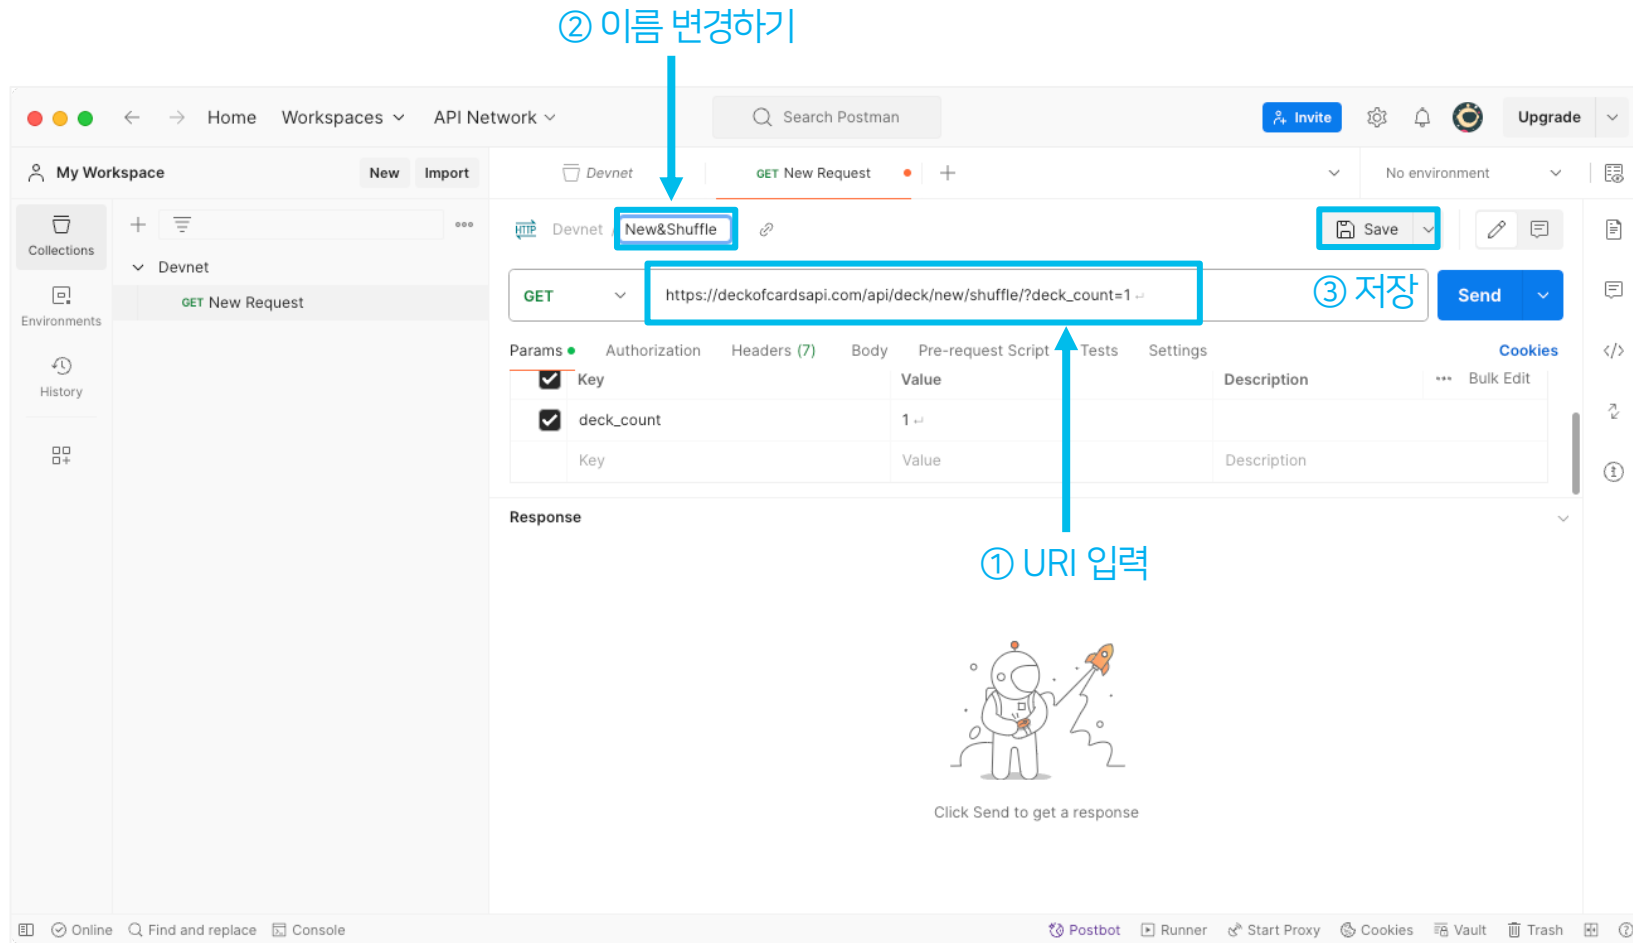 ② 이름 변경하기
Home Workspaces API Network Search Postman Invite Upgrade
My Workspace New Import Devnet GET New Request No environment
Collections
HTTP Devnet / New&Shuffle Save
Devnet
GET New Request
GET https://deckofcardsapi.com/api/deck/new/shuffle/?deck_count=1 ③ 저장 Send
Environments
Params Authorization Headers (7) Body Pre-request Script Tests Settings Cookies
History
Key Value Description Bulk Edit
deck_count 1
Key Value Description
Response
① URI 입력
Click Send to get a response
Online Find and replace Console Postbot Runner Start Proxy Cookies Vault Trash